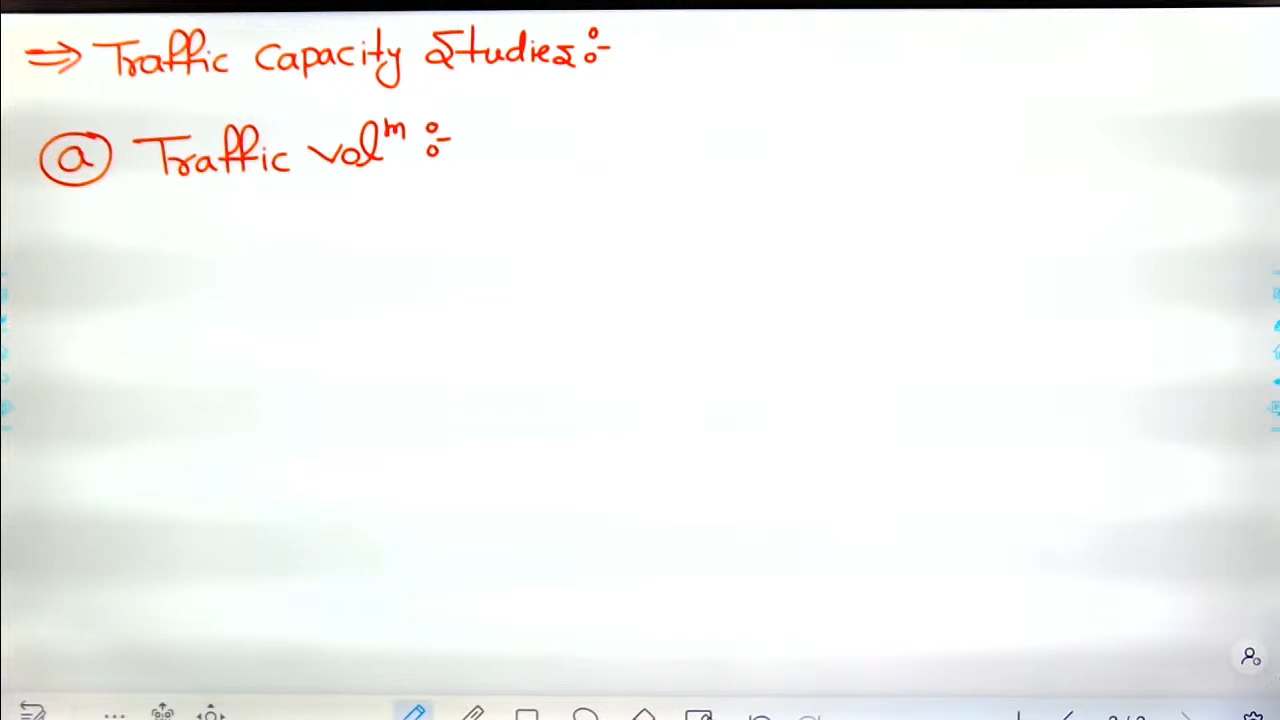 ⇒ Traffic capacity Studies :-
ⓐ Traffic volᵐ :-